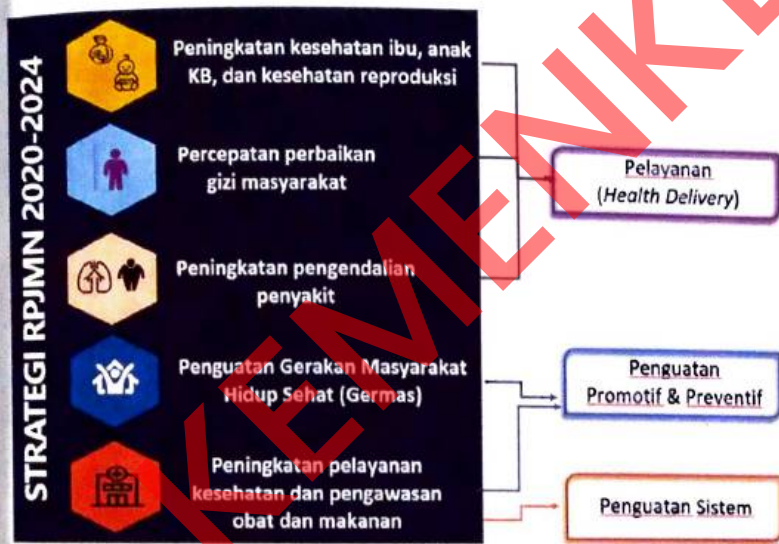 STRATEGI RPJMN 2020-2024
Peningkatan kesehatan ibu, anak
KB, dan kesehatan reproduksi
Percepatan perbaikan
gizi masyarakat
Peningkatan pengendalian
penyakit
Penguatan Gerakan Masyarakat
Hidup Sehat (Germas)
Peningkatan pelayanan
kesehatan dan pengawasan
obat dan makanan
Pelayanan
(Health Delivery)
Penguatan
Promotif & Preventif
Penguatan Sistem
KEMENKE